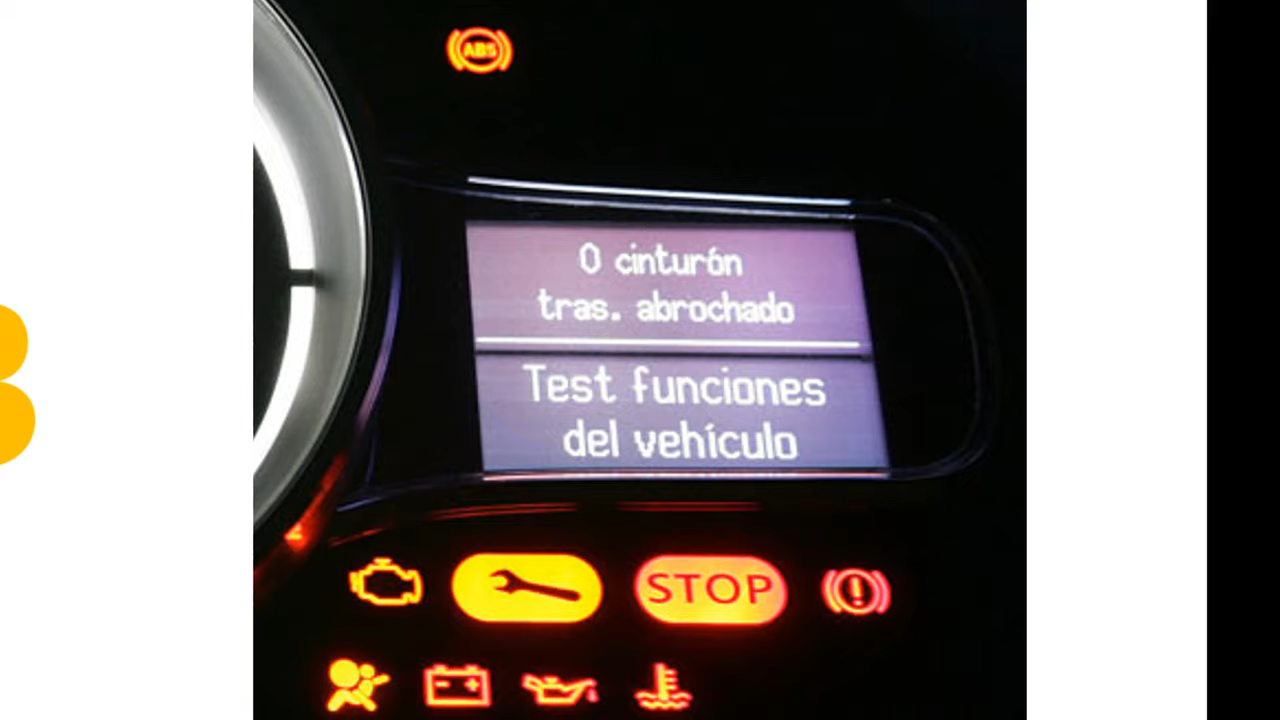 ABS
0 cinturón
tras. abrochado
Test funciones
del vehículo
STOP